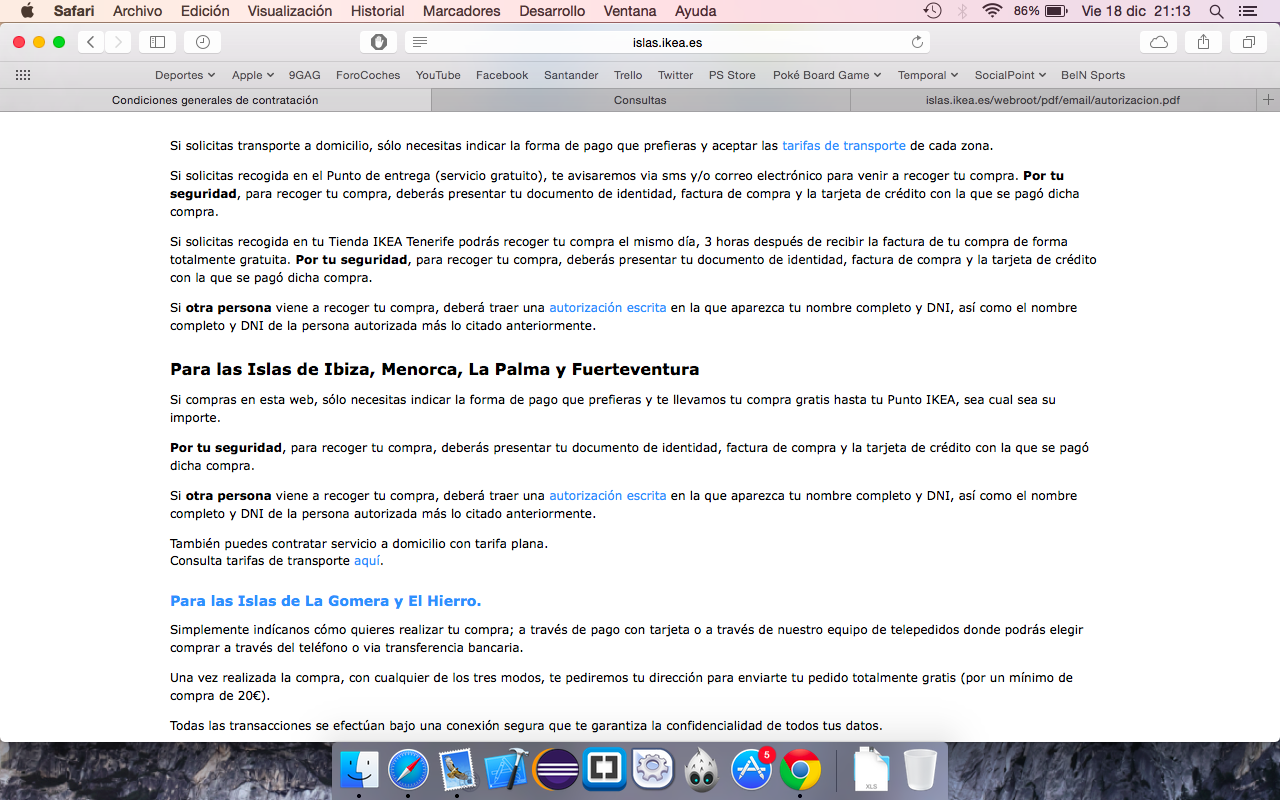 Safari Archivo Edición Visualización Historial Marcadores Desarrollo Ventana Ayuda 86% Vie 18 dic 21:13
islas.ikea.es
Deportes Apple 9GAG ForoCoches YouTube Facebook Santander Trello Twitter PS Store Poké Board Game Temporal SocialPoint BeIN Sports
Condiciones generales de contratación Consultas islas.ikea.es/webroot/pdf/email/autorizacion.pdf
Si solicitas transporte a domicilio, sólo necesitas indicar la forma de pago que prefieras y aceptar las tarifas de transporte de cada zona.
Si solicitas recogida en el Punto de entrega (servicio gratuito), te avisaremos via sms y/o correo electrónico para venir a recoger tu compra. Por tu
seguridad, para recoger tu compra, deberás presentar tu documento de identidad, factura de compra y la tarjeta de crédito con la que se pagó dicha
compra.
Si solicitas recogida en tu Tienda IKEA Tenerife podrás recoger tu compra el mismo día, 3 horas después de recibir la factura de tu compra de forma
totalmente gratuita. Por tu seguridad, para recoger tu compra, deberás presentar tu documento de identidad, factura de compra y la tarjeta de crédito
con la que se pagó dicha compra.
Si otra persona viene a recoger tu compra, deberá traer una autorización escrita en la que aparezca tu nombre completo y DNI, así como el nombre
completo y DNI de la persona autorizada más lo citado anteriormente.
Para las Islas de Ibiza, Menorca, La Palma y Fuerteventura
Si compras en esta web, sólo necesitas indicar la forma de pago que prefieras y te llevamos tu compra gratis hasta tu Punto IKEA, sea cual sea su
importe.
Por tu seguridad, para recoger tu compra, deberás presentar tu documento de identidad, factura de compra y la tarjeta de crédito con la que se pagó
dicha compra.
Si otra persona viene a recoger tu compra, deberá traer una autorización escrita en la que aparezca tu nombre completo y DNI, así como el nombre
completo y DNI de la persona autorizada más lo citado anteriormente.
También puedes contratar servicio a domicilio con tarifa plana.
Consulta tarifas de transporte aquí.
Para las Islas de La Gomera y El Hierro.
Simplemente indícanos cómo quieres realizar tu compra; a través de pago con tarjeta o a través de nuestro equipo de telepedidos donde podrás elegir
comprar a través del teléfono o via transferencia bancaria.
Una vez realizada la compra, con cualquier de los tres modos, te pediremos tu dirección para enviarte tu pedido totalmente gratis (por un mínimo de
compra de 20€).
Todas las transacciones se efectúan bajo una conexión segura que te garantiza la confidencialidad de todos tus datos.
5
XLS